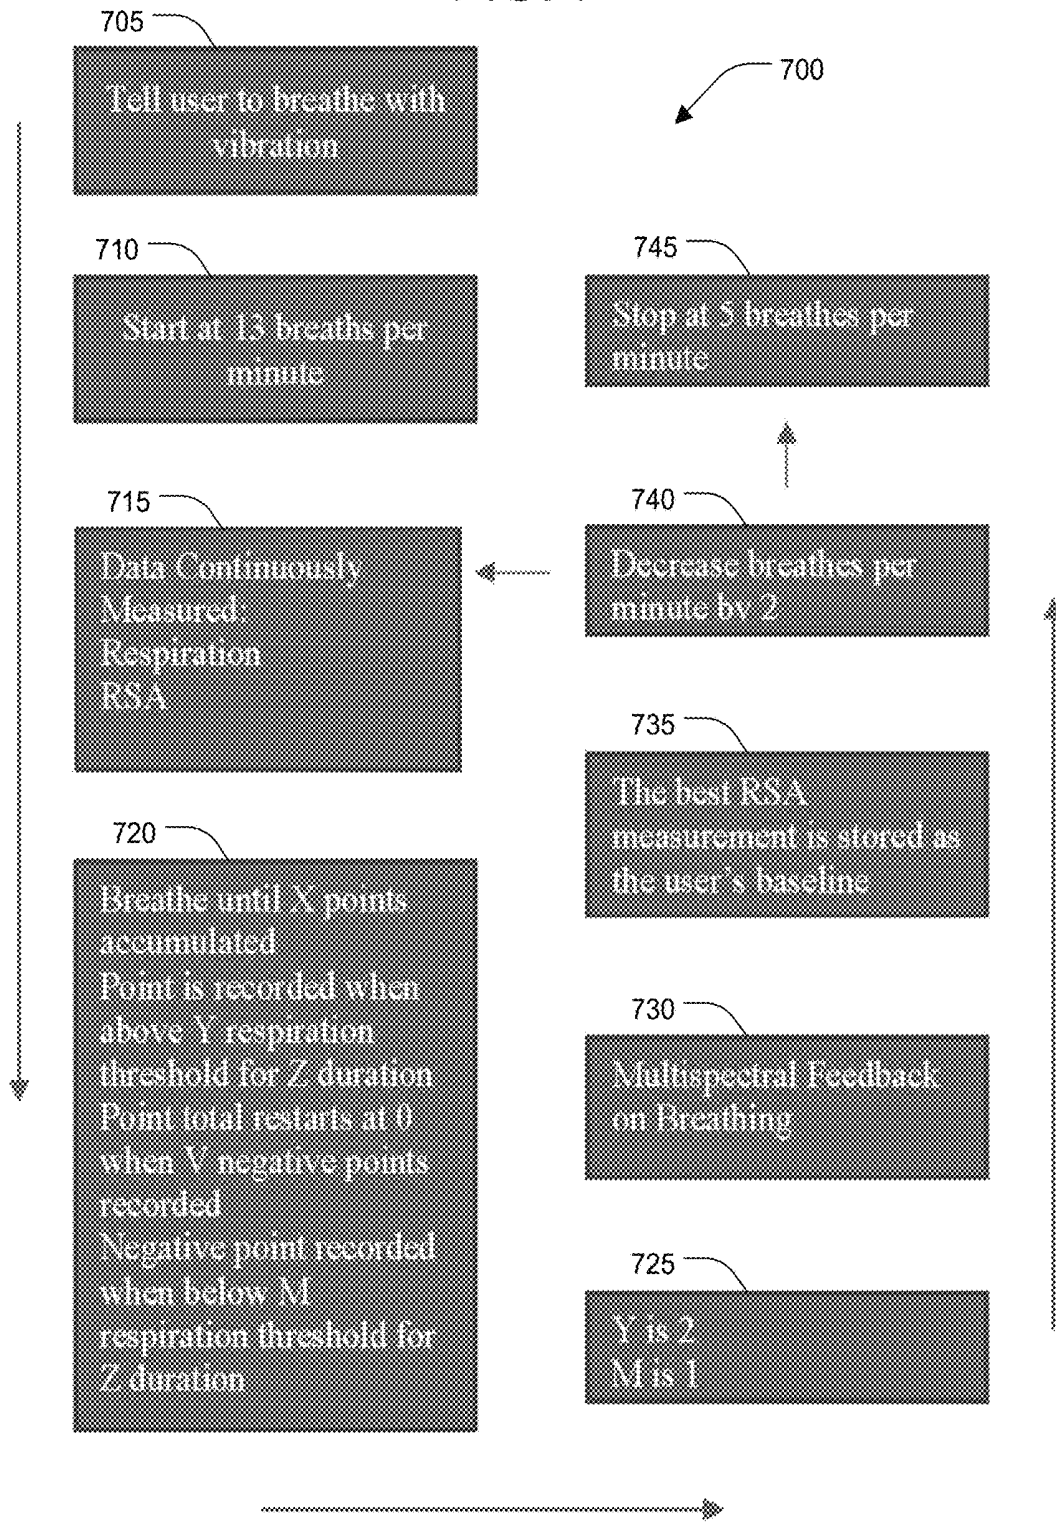 705
Tell user to breathe with
vibration
700
710
Start at 13 breaths per
minute
715
Data Continuously
Measured:
Respiration
RSA
720
Breathe until X points
accumulated
Point is recorded when
above Y respiration
threshold for Z duration
Point total restarts at 0
when V negative points
recorded
Negative point recorded
when below M
respiration threshold for
Z duration
745
Stop at 5 breathes per
minute
740
Decrease breathes per
minute by 2
735
The best RSA
measurement is stored as
the user's baseline
730
Multispectral Feedback
on Breathing
725
Y is 2
M is 1